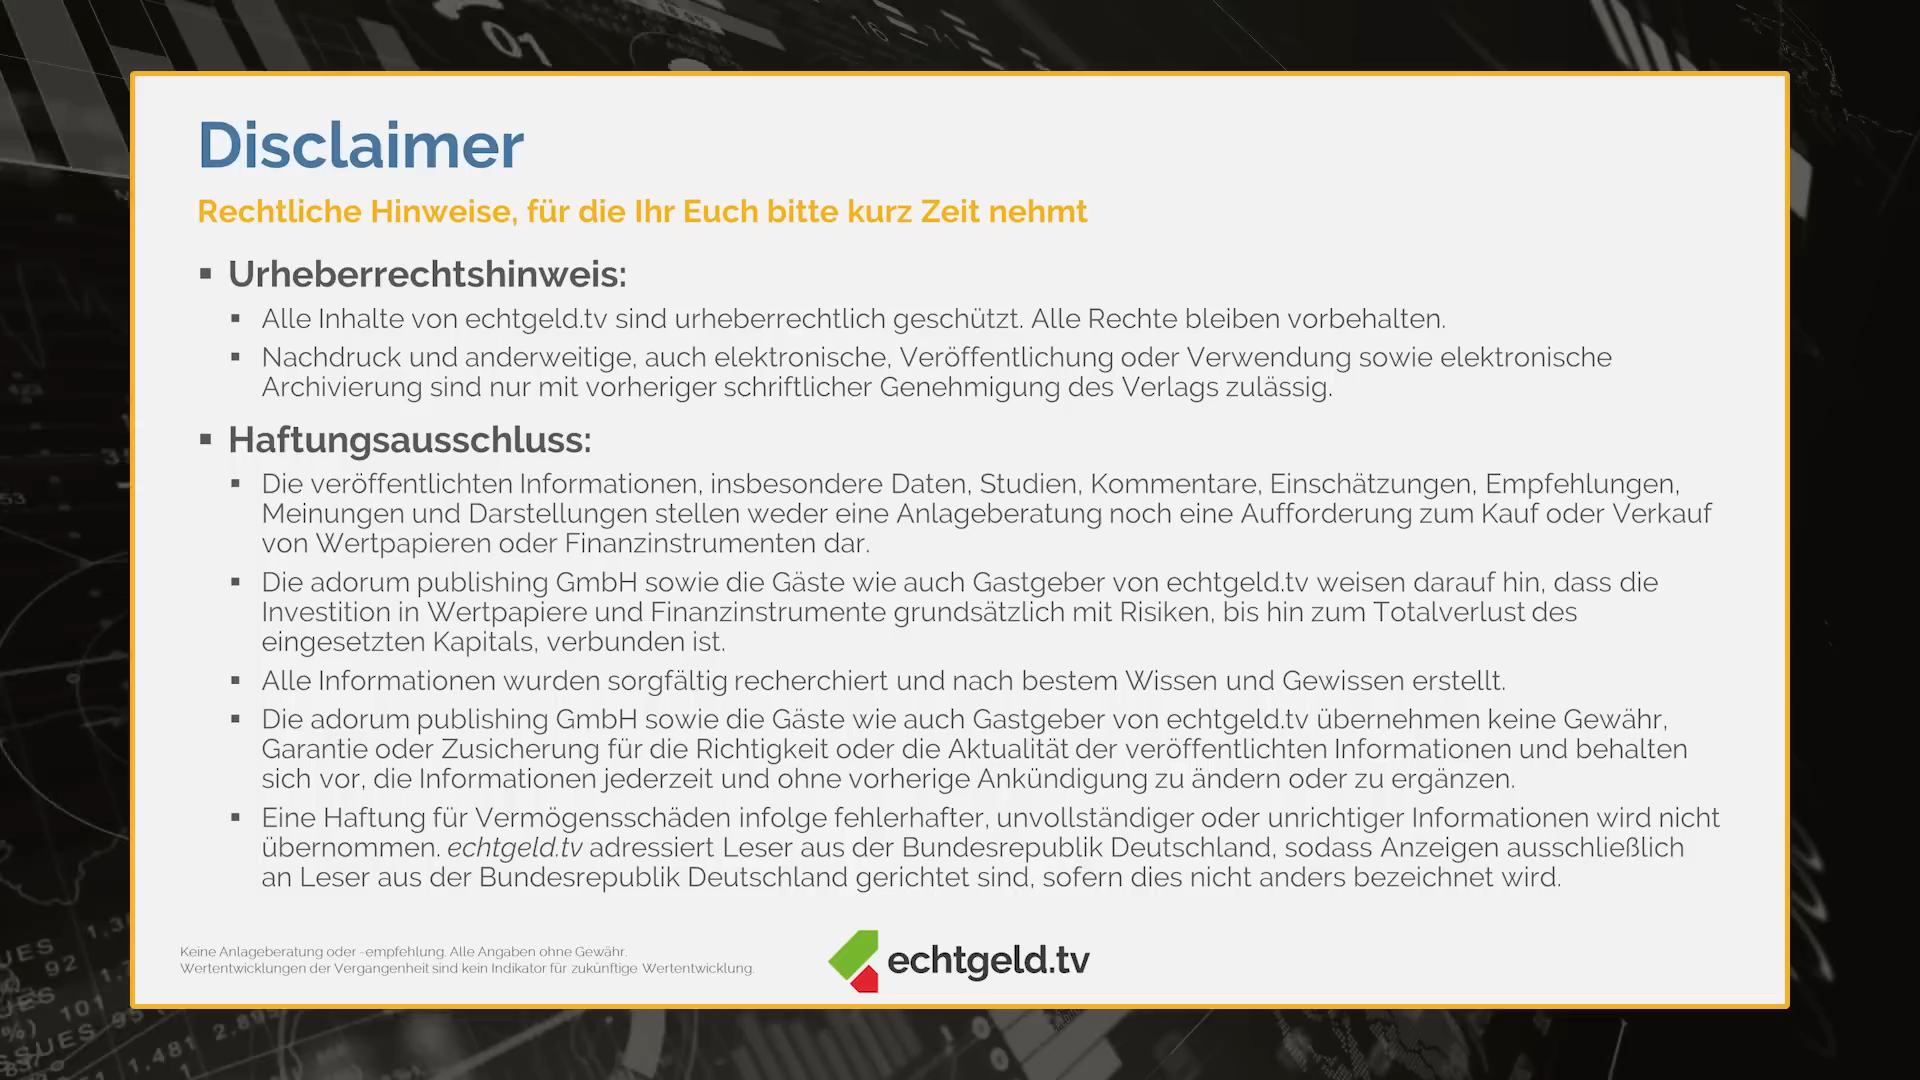 Disclaimer
Rechtliche Hinweise, für die Ihr Euch bitte kurz Zeit nehmt
▪ Urheberrechtshinweis:
▪ Alle Inhalte von echtgeld.tv sind urheberrechtlich geschützt. Alle Rechte bleiben vorbehalten.
▪ Nachdruck und anderweitige, auch elektronische, Veröffentlichung oder Verwendung sowie elektronische
Archivierung sind nur mit vorheriger schriftlicher Genehmigung des Verlags zulässig.
▪ Haftungsausschluss:
▪ Die veröffentlichten Informationen, insbesondere Daten, Studien, Kommentare, Einschätzungen, Empfehlungen,
Meinungen und Darstellungen stellen weder eine Anlageberatung noch eine Aufforderung zum Kauf oder Verkauf
von Wertpapieren oder Finanzinstrumenten dar.
▪ Die adorum publishing GmbH sowie die Gäste wie auch Gastgeber von echtgeld.tv weisen darauf hin, dass die
Investition in Wertpapiere und Finanzinstrumente grundsätzlich mit Risiken, bis hin zum Totalverlust des
eingesetzten Kapitals, verbunden ist.
▪ Alle Informationen wurden sorgfältig recherchiert und nach bestem Wissen und Gewissen erstellt.
▪ Die adorum publishing GmbH sowie die Gäste wie auch Gastgeber von echtgeld.tv übernehmen keine Gewähr,
Garantie oder Zusicherung für die Richtigkeit oder die Aktualität der veröffentlichten Informationen und behalten
sich vor, die Informationen jederzeit und ohne vorherige Ankündigung zu ändern oder zu ergänzen.
▪ Eine Haftung für Vermögensschäden infolge fehlerhafter, unvollständiger oder unrichtiger Informationen wird nicht
übernommen. echtgeld.tv adressiert Leser aus der Bundesrepublik Deutschland, sodass Anzeigen ausschließlich
an Leser aus der Bundesrepublik Deutschland gerichtet sind, sofern dies nicht anders bezeichnet wird.
Keine Anlageberatung oder -empfehlung. Alle Angaben ohne Gewähr.
Wertentwicklungen der Vergangenheit sind kein Indikator für zukünftige Wertentwicklung.
echtgeld.tv